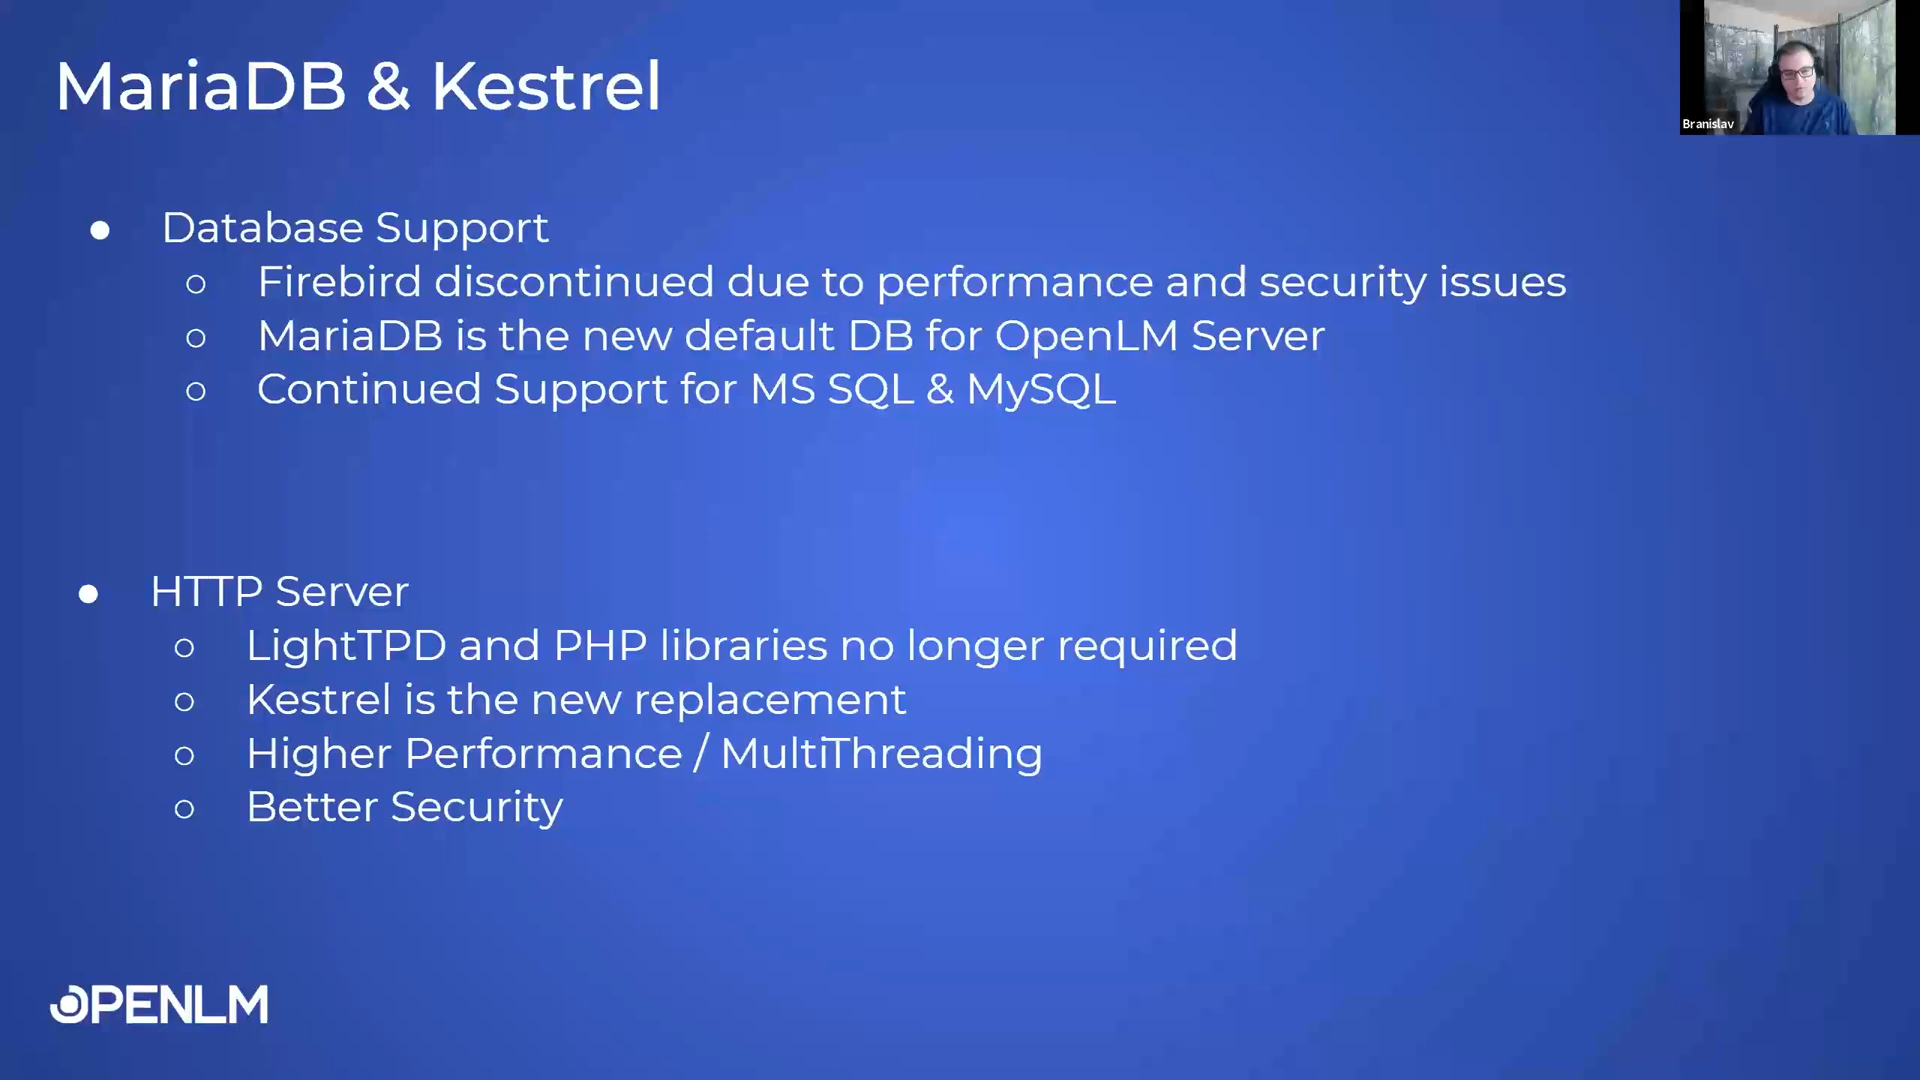 MariaDB & Kestrel
Branislav
● Database Support
○ Firebird discontinued due to performance and security issues
○ MariaDB is the new default DB for OpenLM Server
○ Continued Support for MS SQL & MySQL
● HTTP Server
○ LightTPD and PHP libraries no longer required
○ Kestrel is the new replacement
○ Higher Performance / MultiThreading
○ Better Security
OPENLM